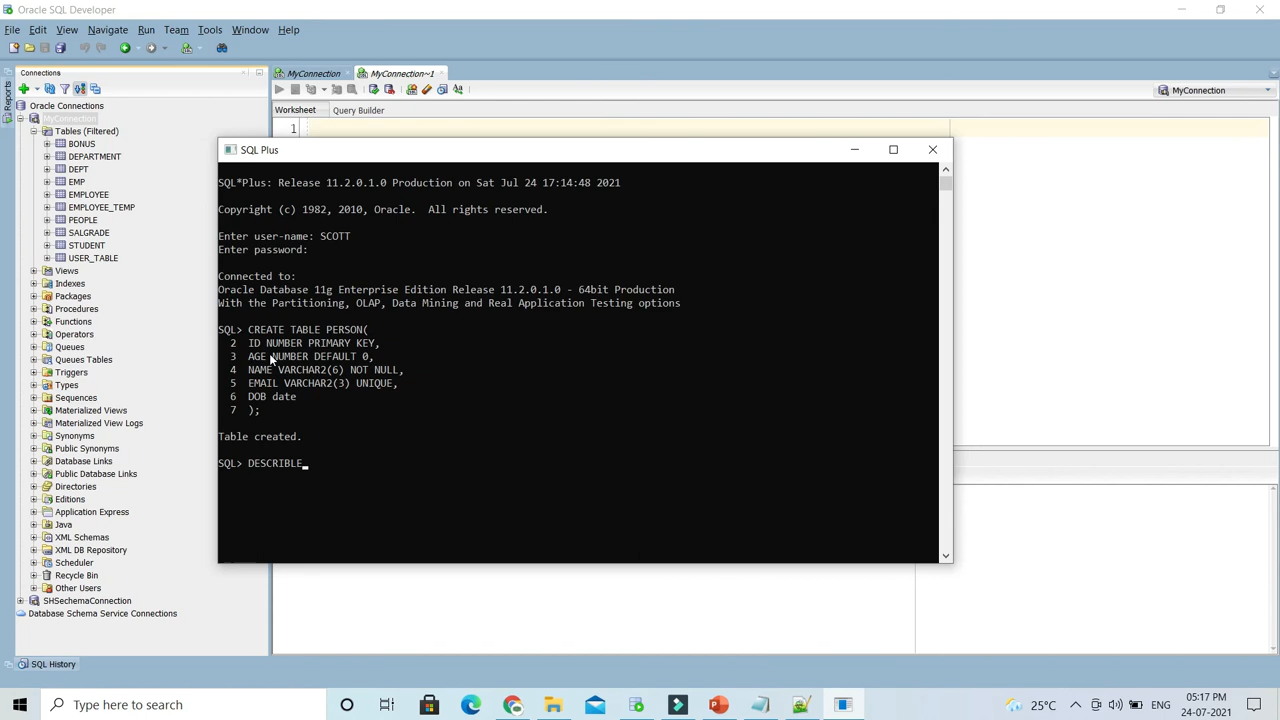 Oracle SQL Developer
File Edit View Navigate Run Team Tools Window Help
Connections
MyConnection
MyConnection~1
Reports
MyConnection
Oracle Connections
Worksheet
Query Builder
MyConnection
1
Tables (Filtered)
BONUS
DEPARTMENT
DEPT
EMP
EMPLOYEE
EMPLOYEE_TEMP
PEOPLE
SALGRADE
STUDENT
USER_TABLE
Views
Indexes
Packages
Procedures
Functions
Operators
Queues
Queues Tables
Triggers
Types
Sequences
Materialized Views
Materialized View Logs
Synonyms
Public Synonyms
Database Links
Public Database Links
Directories
Editions
Application Express
Java
XML Schemas
XML DB Repository
Scheduler
Recycle Bin
Other Users
SHSechemaConnection
Database Schema Service Connections
SQL History
SQL Plus
SQL*Plus: Release 11.2.0.1.0 Production on Sat Jul 24 17:14:48 2021
Copyright (c) 1982, 2010, Oracle.  All rights reserved.
Enter user-name: SCOTT
Enter password:
Connected to:
Oracle Database 11g Enterprise Edition Release 11.2.0.1.0 - 64bit Production
With the Partitioning, OLAP, Data Mining and Real Application Testing options
SQL> CREATE TABLE PERSON(
2 ID NUMBER PRIMARY KEY,
3 AGE NUMBER DEFAULT 0,
4 NAME VARCHAR2(6) NOT NULL,
5 EMAIL VARCHAR2(3) UNIQUE,
6 DOB date
7 );
Table created.
SQL> DESCRIBLE
Type here to search
25°C
ENG
05:17 PM
24-07-2021